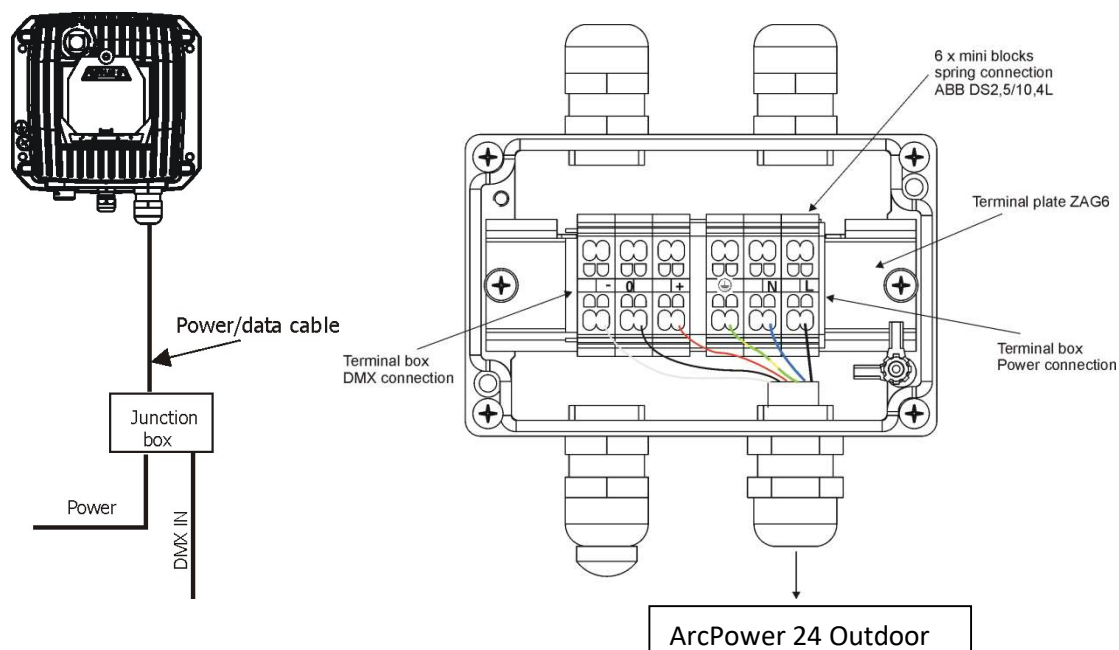 Power/data cable
Junction
box
Power
DMX IN
6 x mini blocks
spring connection
ABB DS2,5/10,4L
Terminal plate ZAG6
- 0 + N L
Terminal box
DMX connection
Terminal box
Power connection
ArcPower 24 Outdoor